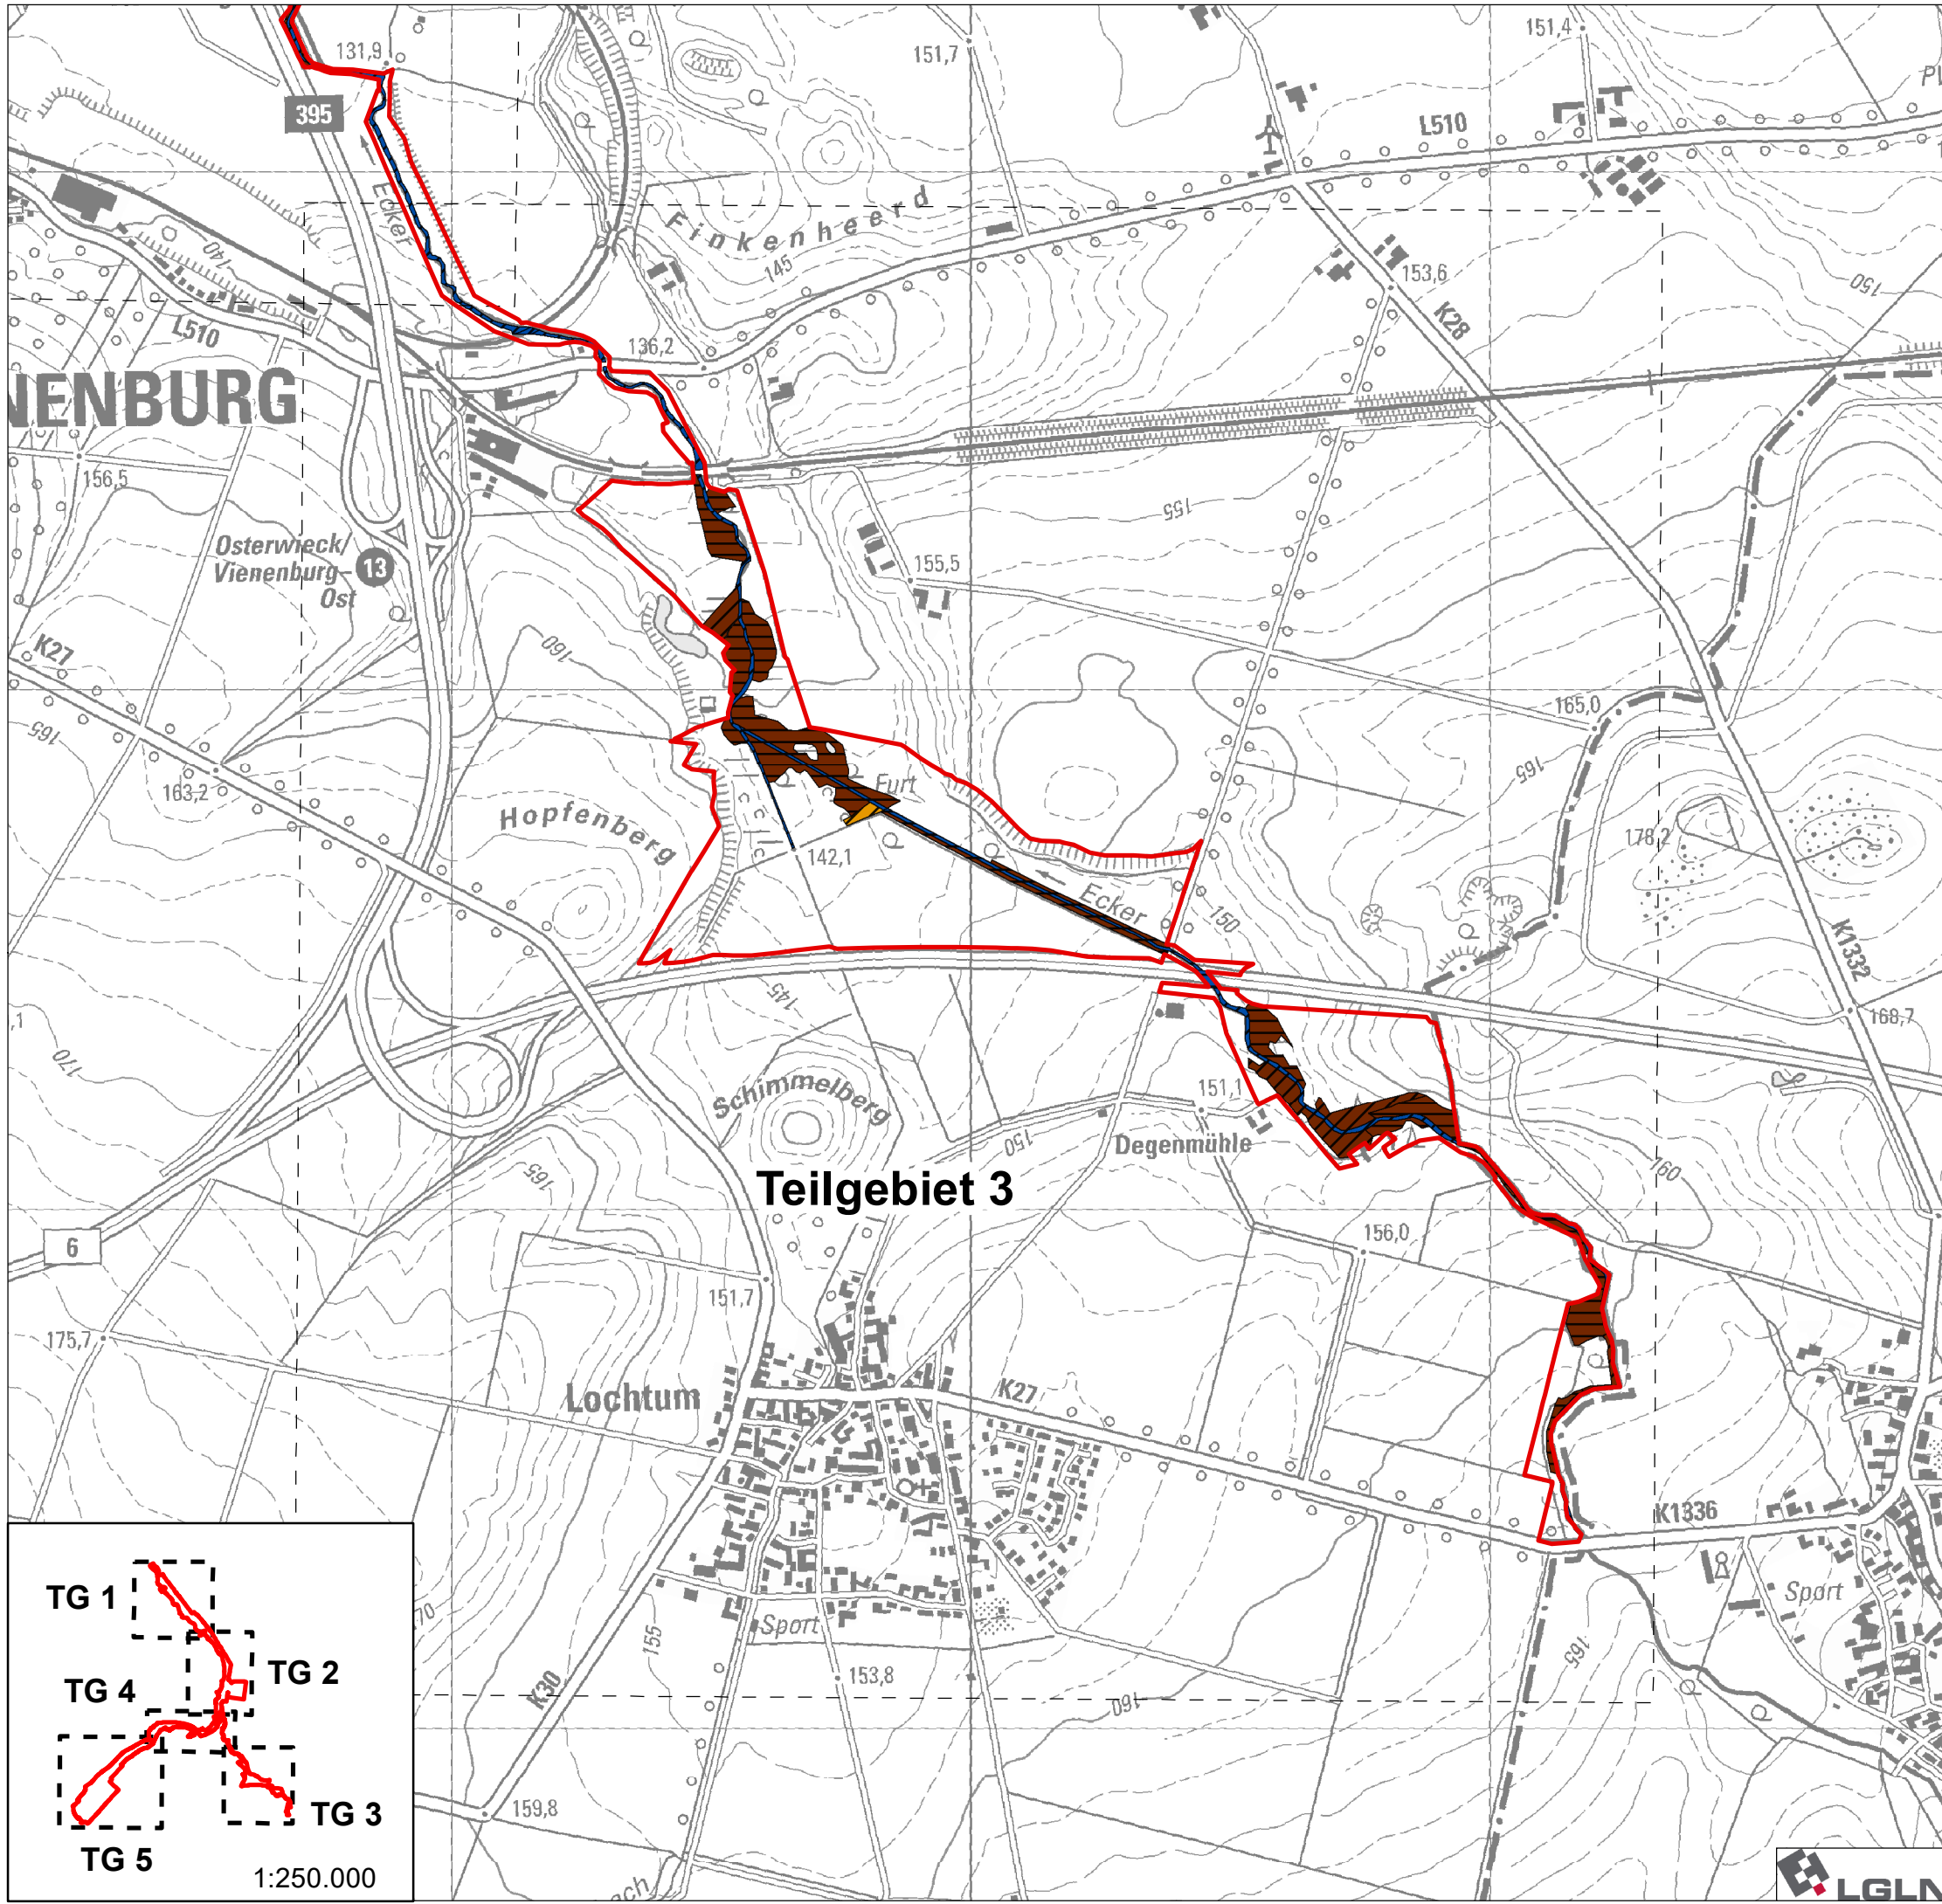 131,9
151,7
151,4
395
L510
Ecker
Finkenheerd
145
140
153,6
150
K28
L510
136,2
NENBURG
156,5
155
Osterwieck/
Vienenburg-
Ost
13
155,5
160
K27
165
165,0
165
163,2
Hopfenberg
Furt
178,2
142,1
Ecker
150
K1332
145
,1
170
168,7
Schimmelberg
151,1
150
Degenmühle
165
160
Teilgebiet 3
156,0
6
151,7
175,7
Lochtum
K27
K1336
Sport
Sport
70
155
165
153,8
K30
160
159,8
ach
TG 1
TG 2
TG 4
TG 3
TG 5
1:250.000
LGLN